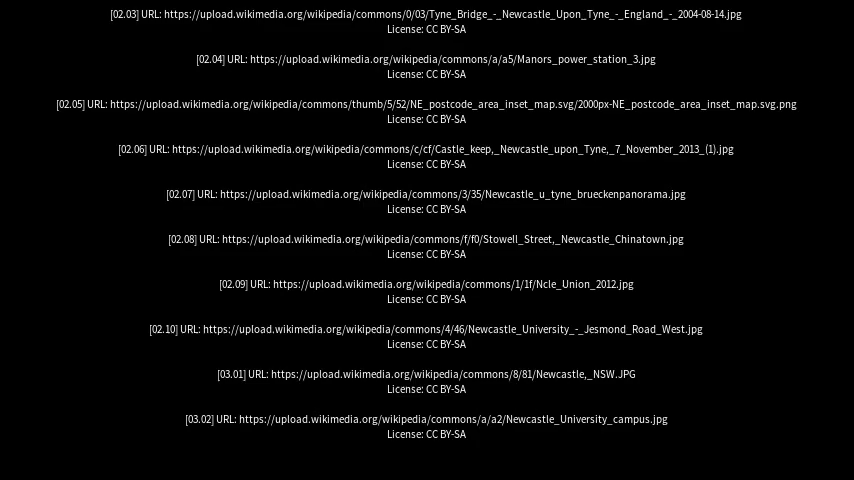 [02.03] URL: https://upload.wikimedia.org/wikipedia/commons/0/03/Tyne_Bridge_-_Newcastle_Upon_Tyne_-_England_-_2004-08-14.jpg
License: CC BY-SA
[02.04] URL: https://upload.wikimedia.org/wikipedia/commons/a/a5/Manors_power_station_3.jpg
License: CC BY-SA
[02.05] URL: https://upload.wikimedia.org/wikipedia/commons/thumb/5/52/NE_postcode_area_inset_map.svg/2000px-NE_postcode_area_inset_map.svg.png
License: CC BY-SA
[02.06] URL: https://upload.wikimedia.org/wikipedia/commons/c/cf/Castle_keep,_Newcastle_upon_Tyne,_7_November_2013_(1).jpg
License: CC BY-SA
[02.07] URL: https://upload.wikimedia.org/wikipedia/commons/3/35/Newcastle_u_tyne_brueckenpanorama.jpg
License: CC BY-SA
[02.08] URL: https://upload.wikimedia.org/wikipedia/commons/f/f0/Stowell_Street,_Newcastle_Chinatown.jpg
License: CC BY-SA
[02.09] URL: https://upload.wikimedia.org/wikipedia/commons/1/1f/Ncle_Union_2012.jpg
License: CC BY-SA
[02.10] URL: https://upload.wikimedia.org/wikipedia/commons/4/46/Newcastle_University_-_Jesmond_Road_West.jpg
License: CC BY-SA
[03.01] URL: https://upload.wikimedia.org/wikipedia/commons/8/81/Newcastle,_NSW.JPG
License: CC BY-SA
[03.02] URL: https://upload.wikimedia.org/wikipedia/commons/a/a2/Newcastle_University_campus.jpg
License: CC BY-SA